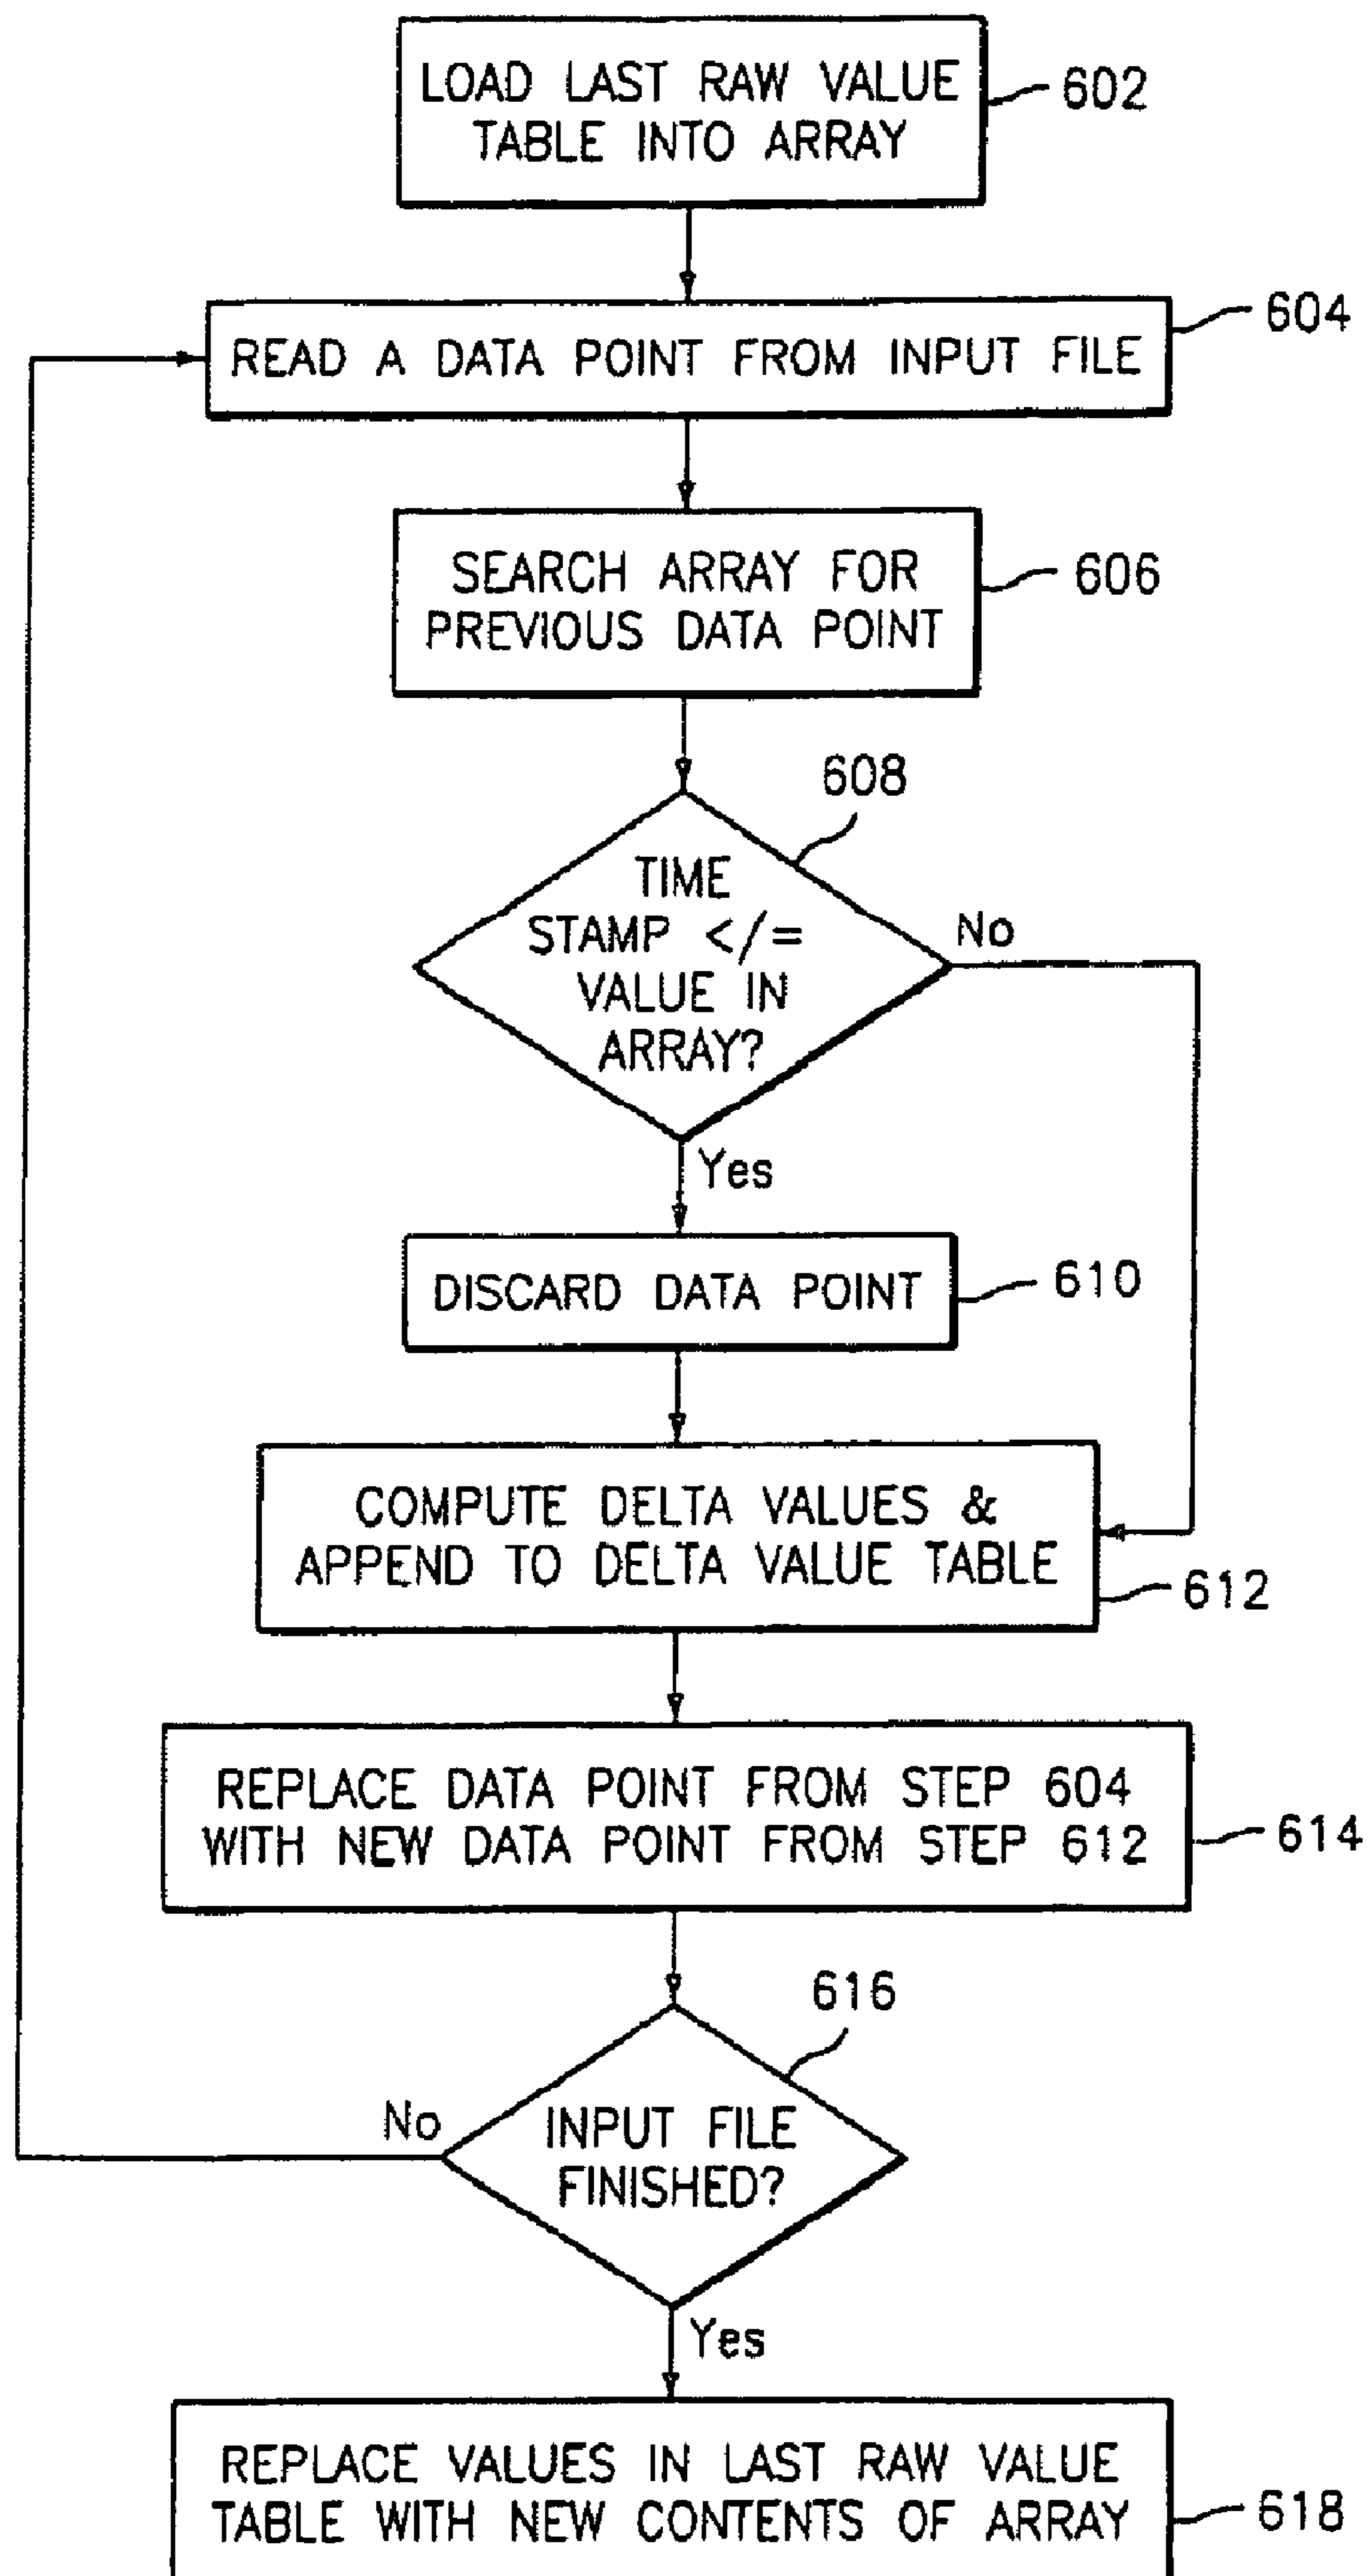 LOAD LAST RAW VALUE
TABLE INTO ARRAY
602
READ A DATA POINT FROM INPUT FILE
604
SEARCH ARRAY FOR
PREVIOUS DATA POINT
606
608
TIME
STAMP </=
VALUE IN
ARRAY?
No
Yes
DISCARD DATA POINT
610
COMPUTE DELTA VALUES &
APPEND TO DELTA VALUE TABLE
612
REPLACE DATA POINT FROM STEP 604
WITH NEW DATA POINT FROM STEP 612
614
616
INPUT FILE
FINISHED?
No
Yes
REPLACE VALUES IN LAST RAW VALUE
TABLE WITH NEW CONTENTS OF ARRAY
618